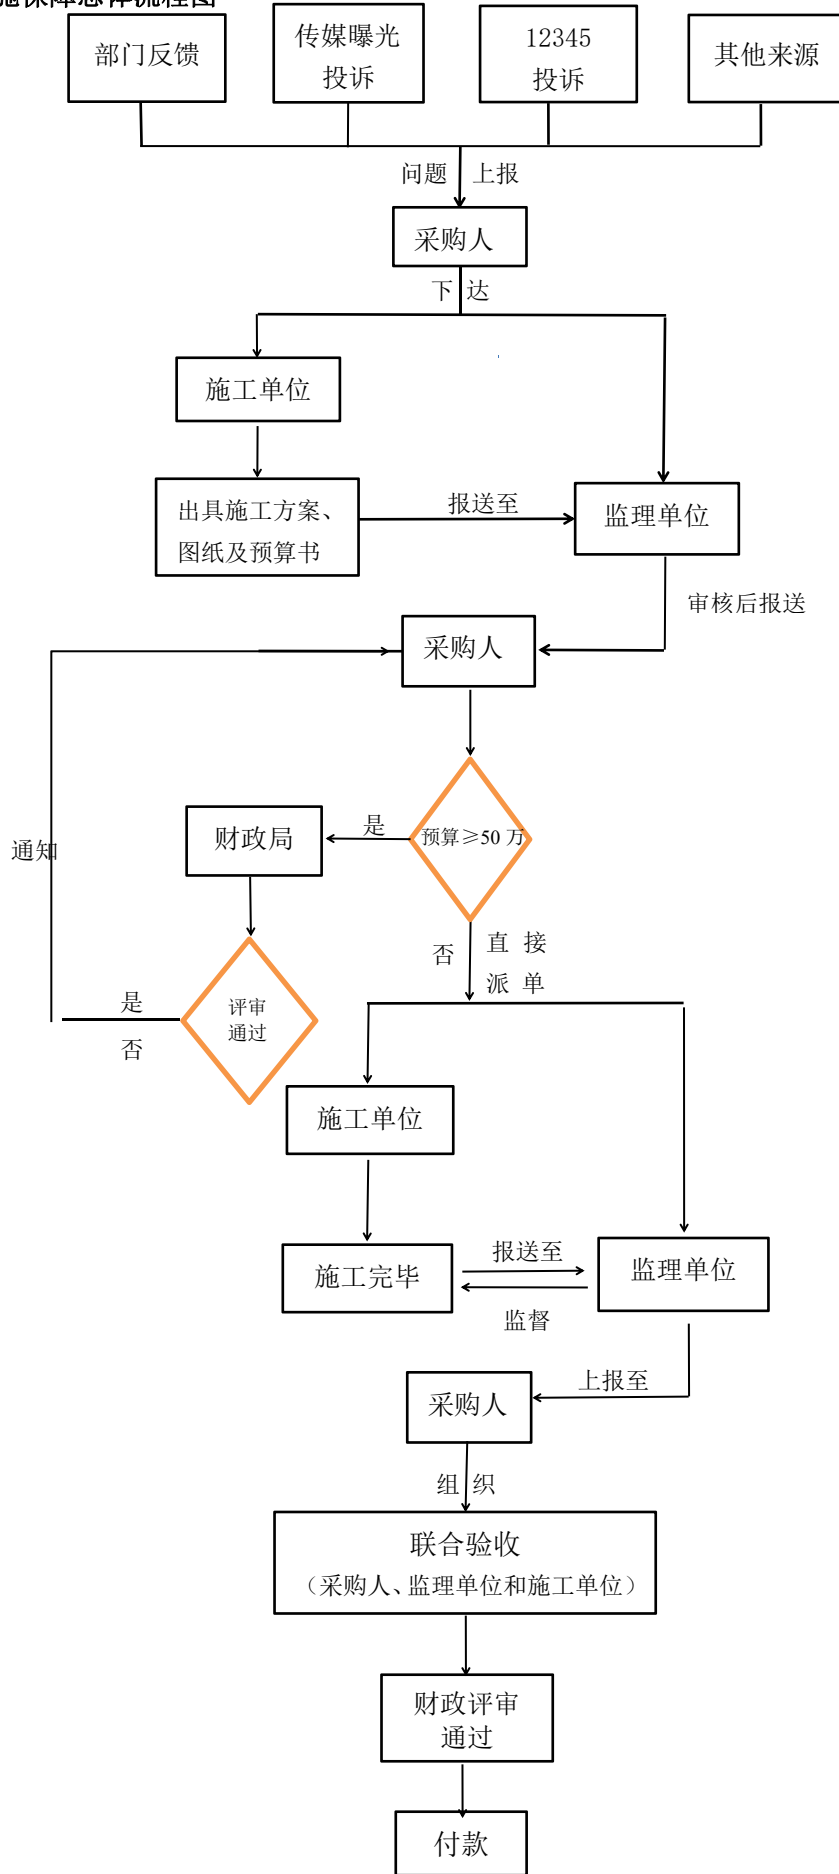 部门反馈
传媒曝光
投诉
12345
投诉
其他来源
问题 上报
采购人
下 达
施工单位
出具施工方案、
图纸及预算书
报送至
监理单位
审核后报送
采购人
预算≥50 万
是
财政局
通知
否
直 接
派 单
是
否
评审
通过
施工单位
施工完毕
报送至
监督
监理单位
上报至
采购人
组 织
联合验收
（采购人、监理单位和施工单位）
财政评审
通过
付款